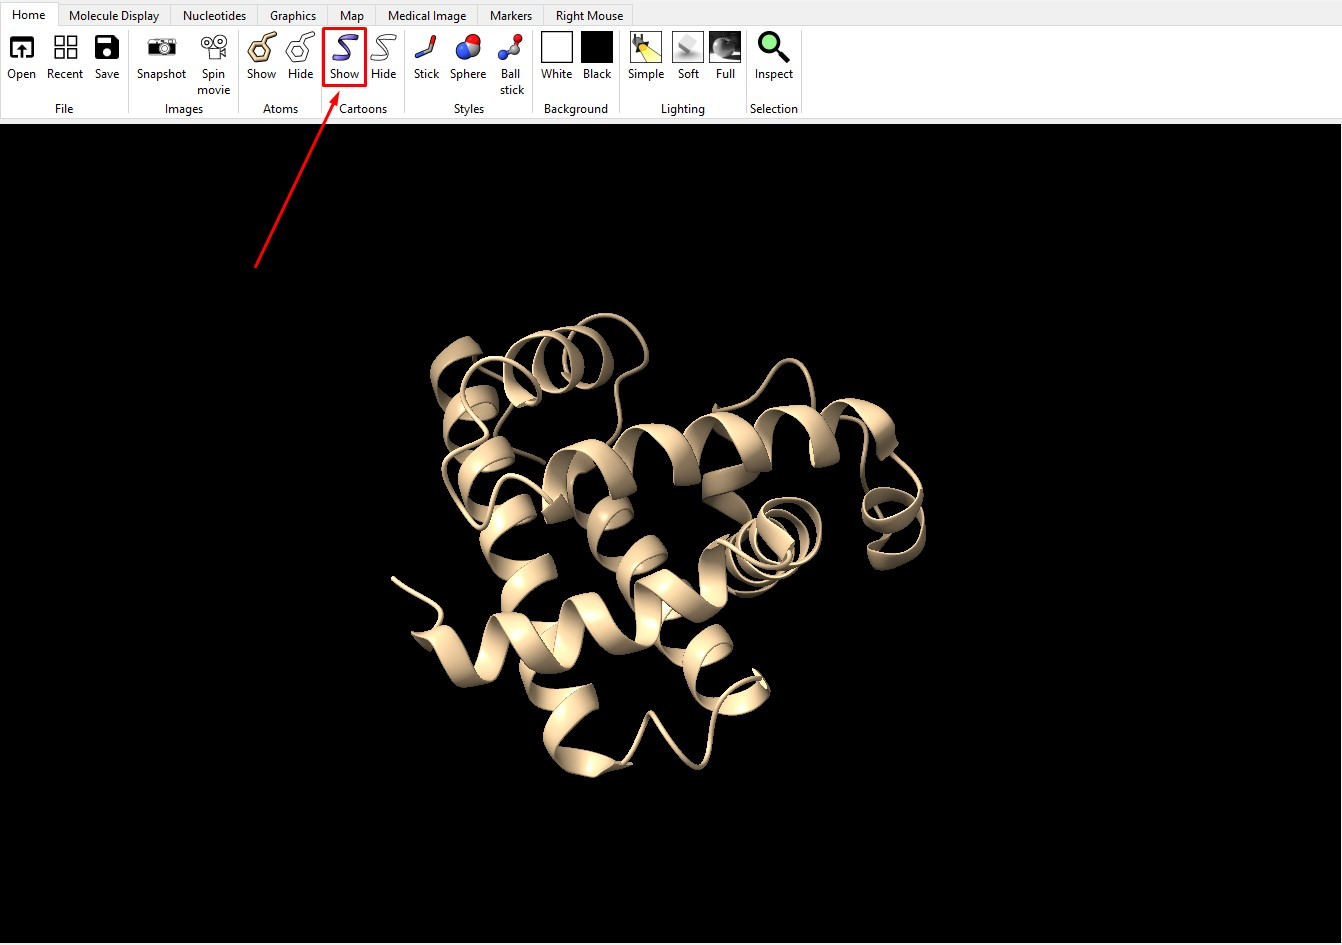 Home Molecule Display Nucleotides Graphics Map Medical Image Markers Right Mouse
Open Recent Save Snapshot Spin movie Show Hide Show Hide Stick Sphere Ball stick White Black Simple Soft Full Inspect
File Images Atoms Cartoons Styles Background Lighting Selection